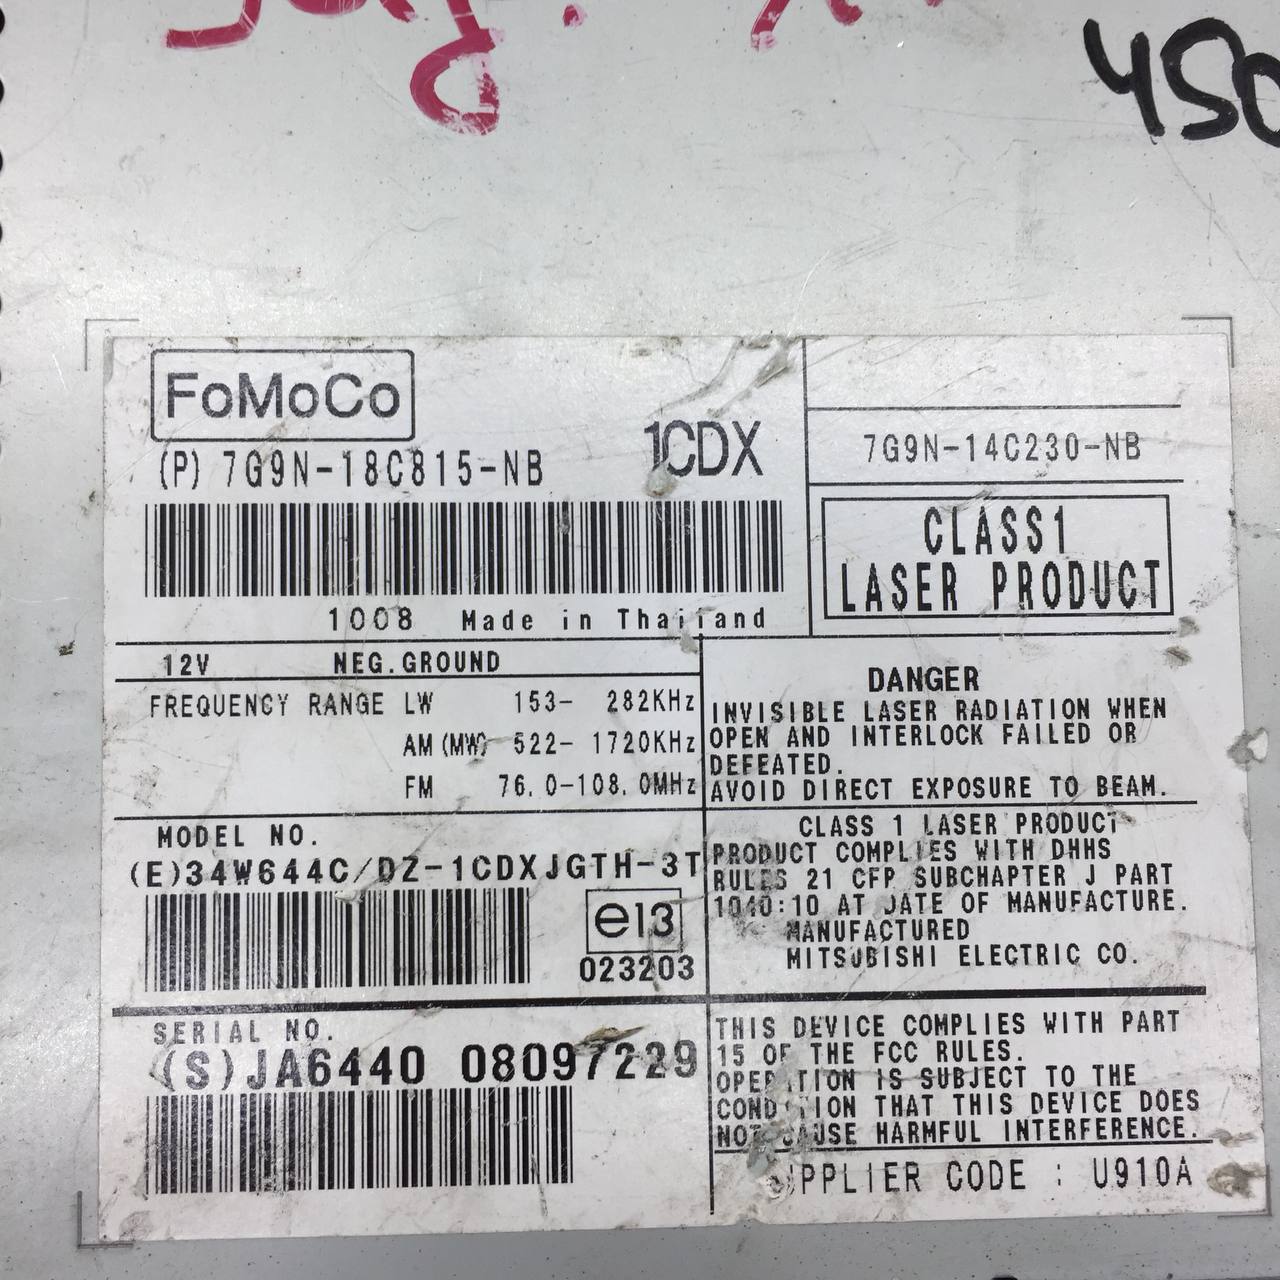 450
FoMoCo
(P) 7G9N-18C815-NB
1CDX
1008 Made in Thailand
7G9N-14C230-NB
CLASS1
LASER PRODUCT
12V NEG.GROUND
FREQUENCY RANGE LW 153- 282KHz
AM (MW) 522- 1720KHz
FM 76.0-108.0MHz
DANGER
INVISIBLE LASER RADIATION WHEN
OPEN AND INTERLOCK FAILED OR
DEFEATED.
AVOID DIRECT EXPOSURE TO BEAM.
MODEL NO.
(E)34W644C/DZ-1CDXJGTH-3T
e13
023203
CLASS 1 LASER PRODUCT
PRODUCT COMPLIES WITH DHHS
RULES 21 CFP SUBCHAPTER J PART
1040:10 AT DATE OF MANUFACTURE.
MANUFACTURED
MITSUBISHI ELECTRIC CO.
SERIAL NO.
(S)JA6440 08097229
THIS DEVICE COMPLIES WITH PART
15 OF THE FCC RULES.
OPERATION IS SUBJECT TO THE
CONDITION THAT THIS DEVICE DOES
NOT CAUSE HARMFUL INTERFERENCE.
SUPPLIER CODE : U910A